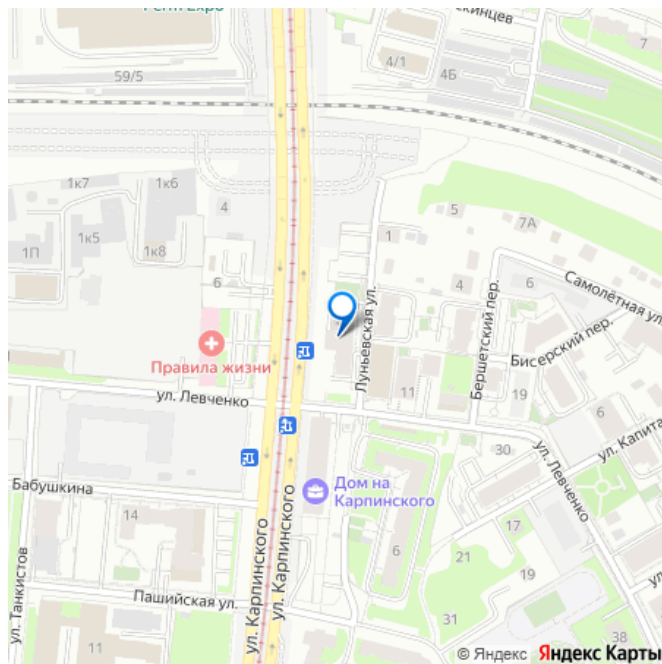 Perm Expo
59/5
4/1
4Б
7
1к7
1к6
4
1П
1к5
1к8
6
Правила жизни
ул. Левченко
5
1
7А
4
6
Самолётная ул.
Луньевская ул.
Бершетский пер.
Бисерский пер.
11
19
6
30
ул. Капита
ул. Левченко
Бабушкина
Дом на
Карпинского
14
6
17
21
19
31
38
ул. Танкистов
Пашийская ул.
11
ул. Карпинского
ул. Карпинского
© Яндекс Яндекс Карты